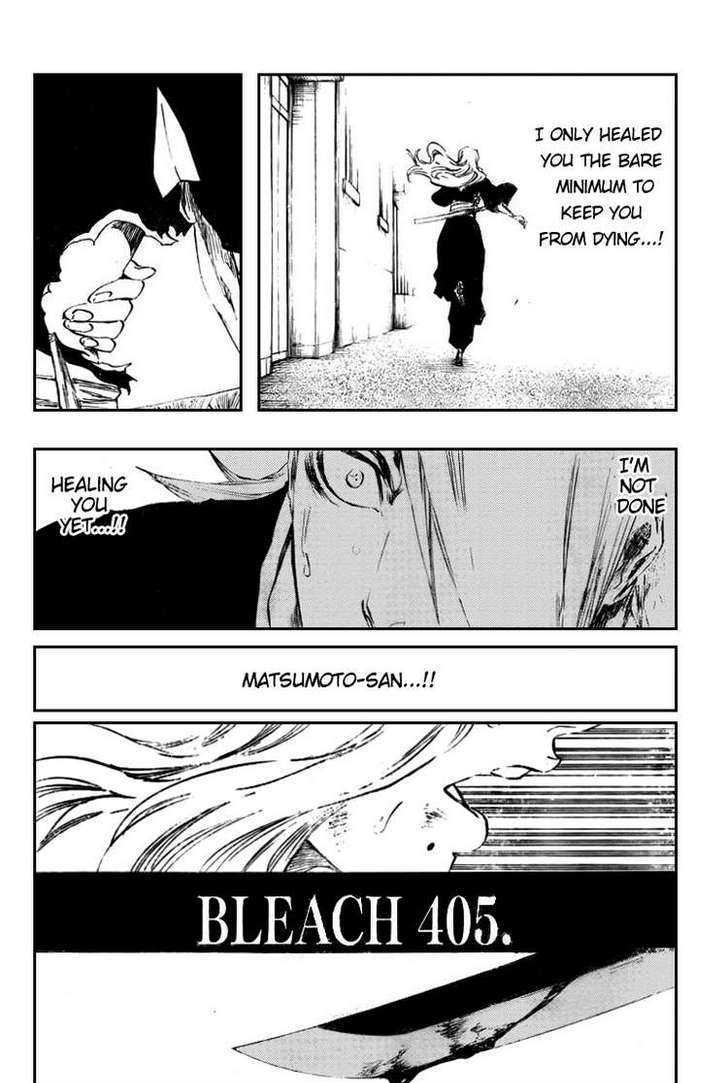 I ONLY HEALED
YOU THE BARE
MINIMUM TO
KEEP YOU
FROM DYING...!
I'M
NOT
DONE
HEALING
YOU
YET...!!
MATSUMOTO-SAN...!!
BLEACH 405.